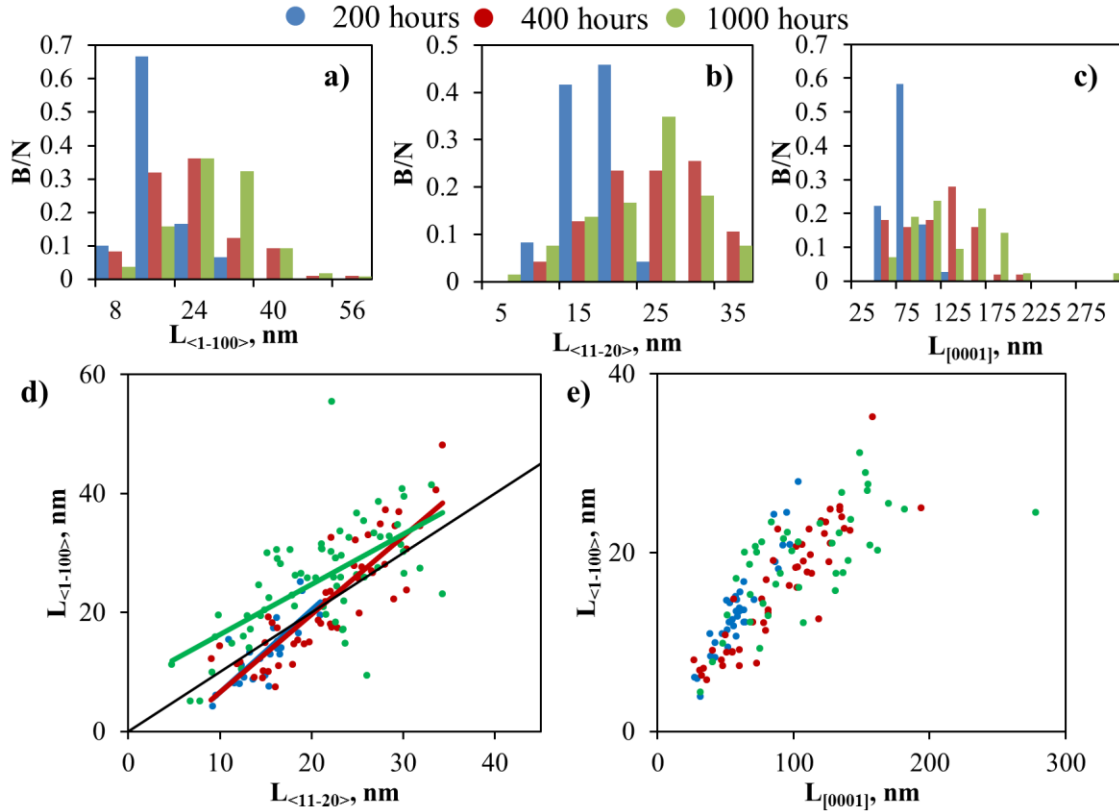 200 hours 400 hours 1000 hours
a)
B/N
0.7
0.6
0.5
0.4
0.3
0.2
0.1
0
8 24 40 56
L<1-100>, nm
b)
B/N
0.5
0.4
0.3
0.2
0.1
0
5 15 25 35
L<11-20>, nm
c)
B/N
0.7
0.6
0.5
0.4
0.3
0.2
0.1
0
25 75 125 175 225 275
L[0001], nm
d)
L<1-100>, nm
60
40
20
0
0 10 20 30 40
L<11-20>, nm
e)
L<1-100>, nm
40
20
0
0 100 200 300
L[0001], nm